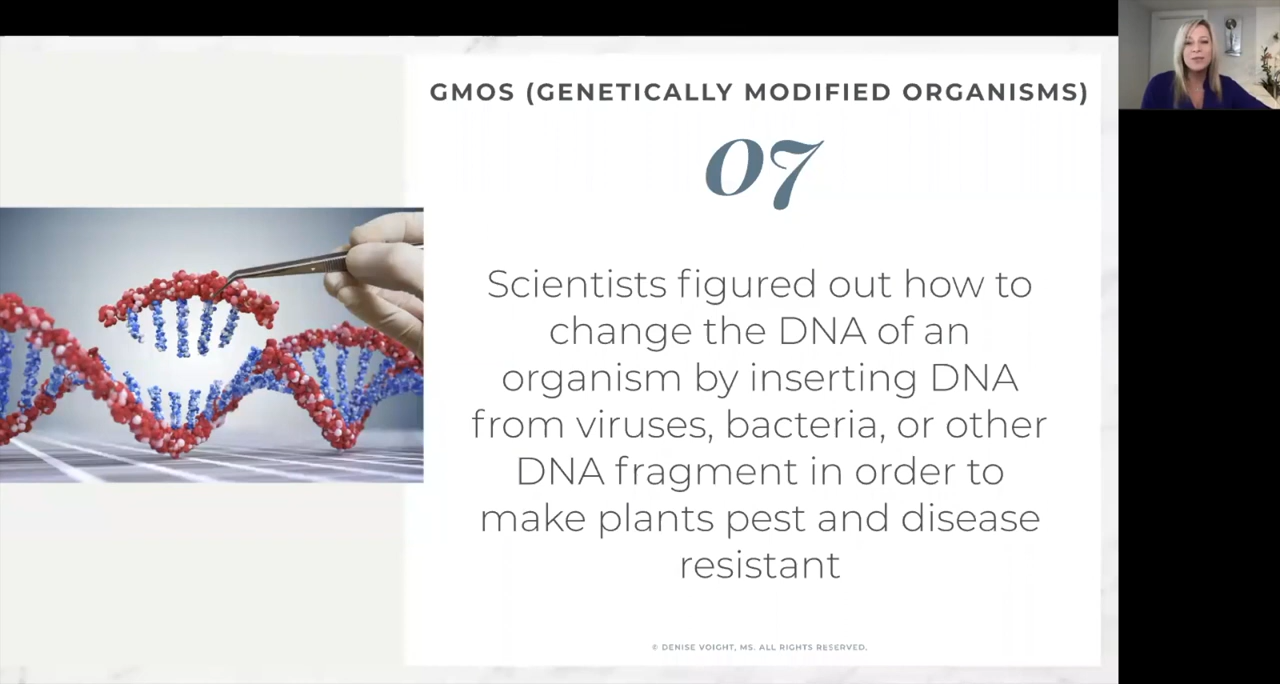 GMOS (GENETICALLY MODIFIED ORGANISMS)
07
Scientists figured out how to
change the DNA of an
organism by inserting DNA
from viruses, bacteria, or other
DNA fragment in order to
make plants pest and disease
resistant
© DENISE VOIGHT, MS. ALL RIGHTS RESERVED.